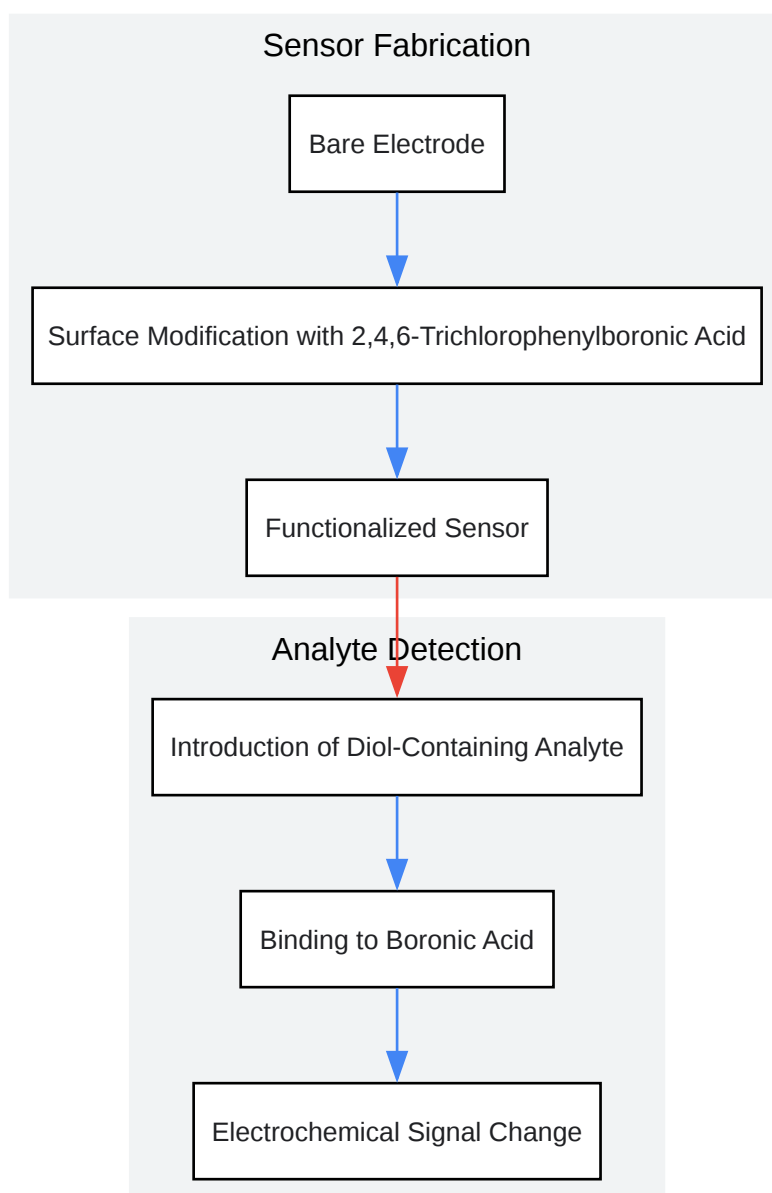 Sensor Fabrication
Bare Electrode
Surface Modification with 2,4,6-Trichlorophenylboronic Acid
Functionalized Sensor
Analyte Detection
Introduction of Diol-Containing Analyte
Binding to Boronic Acid
Electrochemical Signal Change